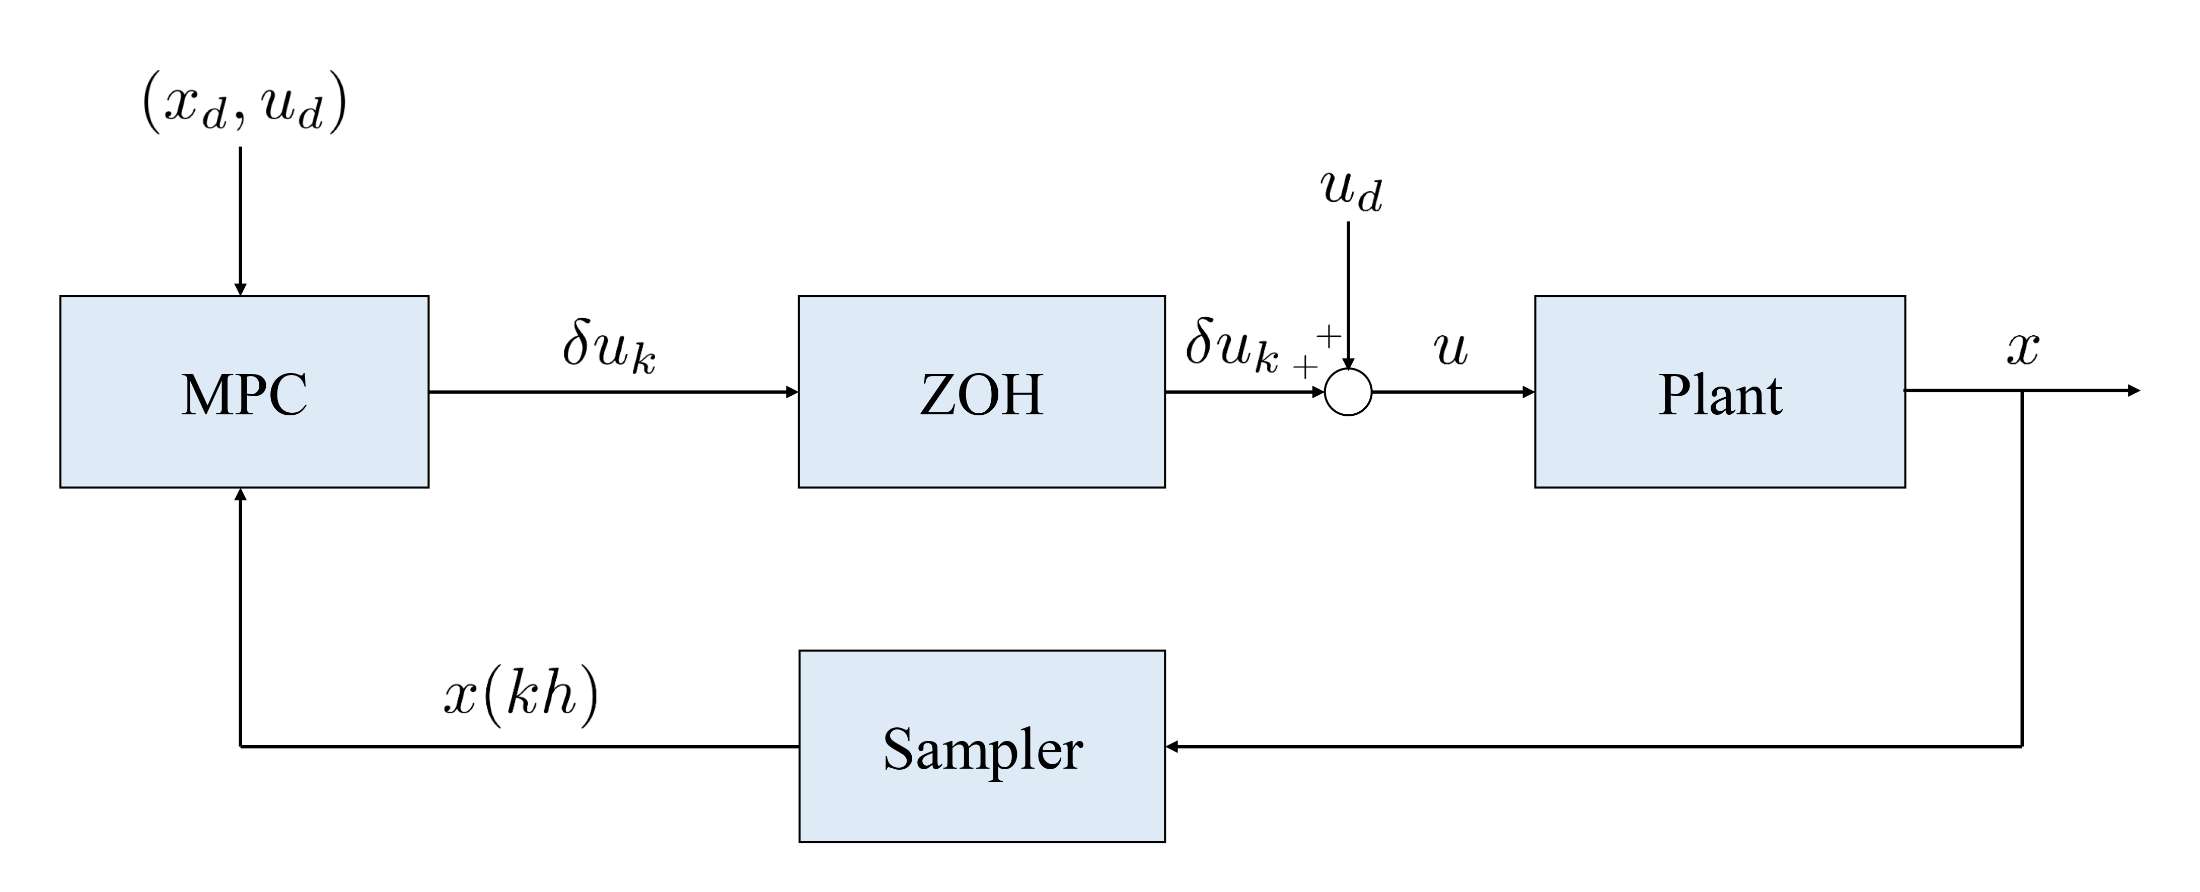 (x_d, u_d)
u_d
MPC
δu_k
ZOH
δu_k
+
+
u
Plant
x
x(kh)
Sampler